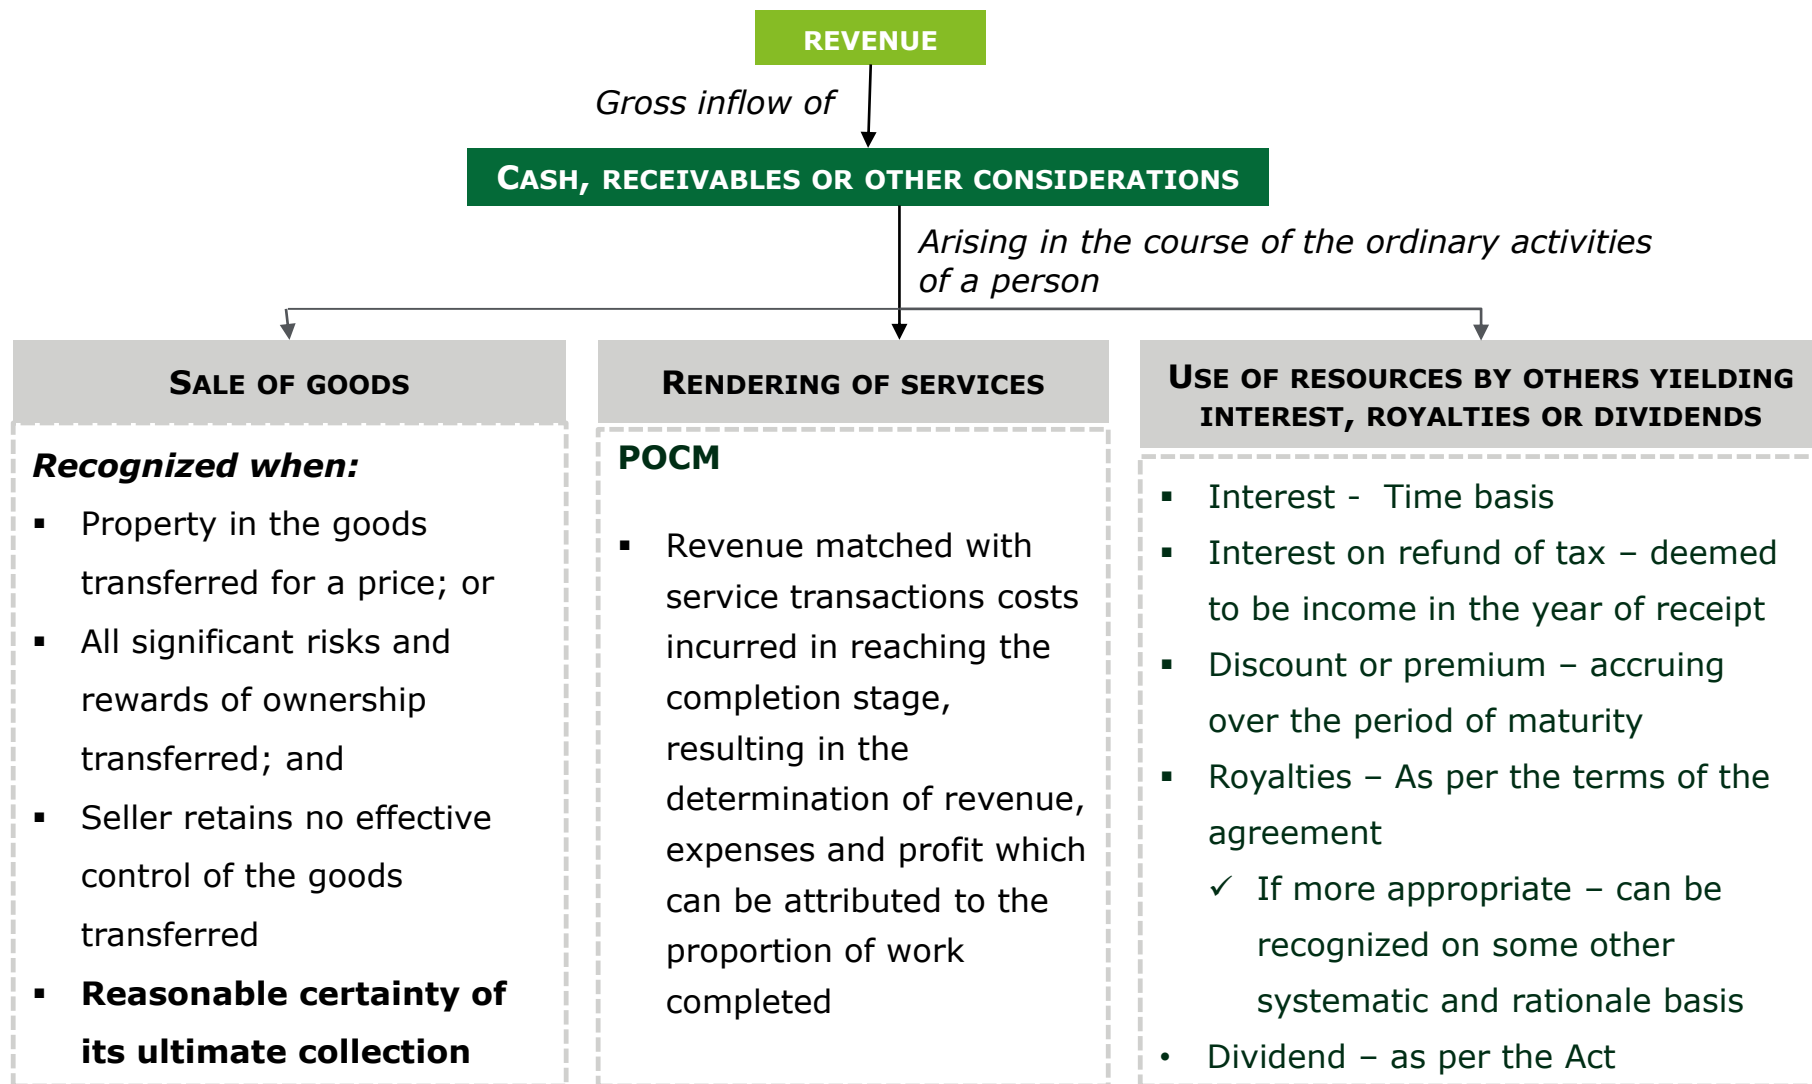 REVENUE
Gross inflow of
CASH, RECEIVABLES OR OTHER CONSIDERATIONS
Arising in the course of the ordinary activities
of a person
SALE OF GOODS
Recognized when:
▪ Property in the goods
transferred for a price; or
▪ All significant risks and
rewards of ownership
transferred; and
▪ Seller retains no effective
control of the goods
transferred
▪ Reasonable certainty of
its ultimate collection
RENDERING OF SERVICES
POCM
▪ Revenue matched with
service transactions costs
incurred in reaching the
completion stage,
resulting in the
determination of revenue,
expenses and profit which
can be attributed to the
proportion of work
completed
USE OF RESOURCES BY OTHERS YIELDING
INTEREST, ROYALTIES OR DIVIDENDS
▪ Interest - Time basis
▪ Interest on refund of tax – deemed
to be income in the year of receipt
▪ Discount or premium – accruing
over the period of maturity
▪ Royalties – As per the terms of the
agreement
✓ If more appropriate – can be
recognized on some other
systematic and rationale basis
• Dividend – as per the Act